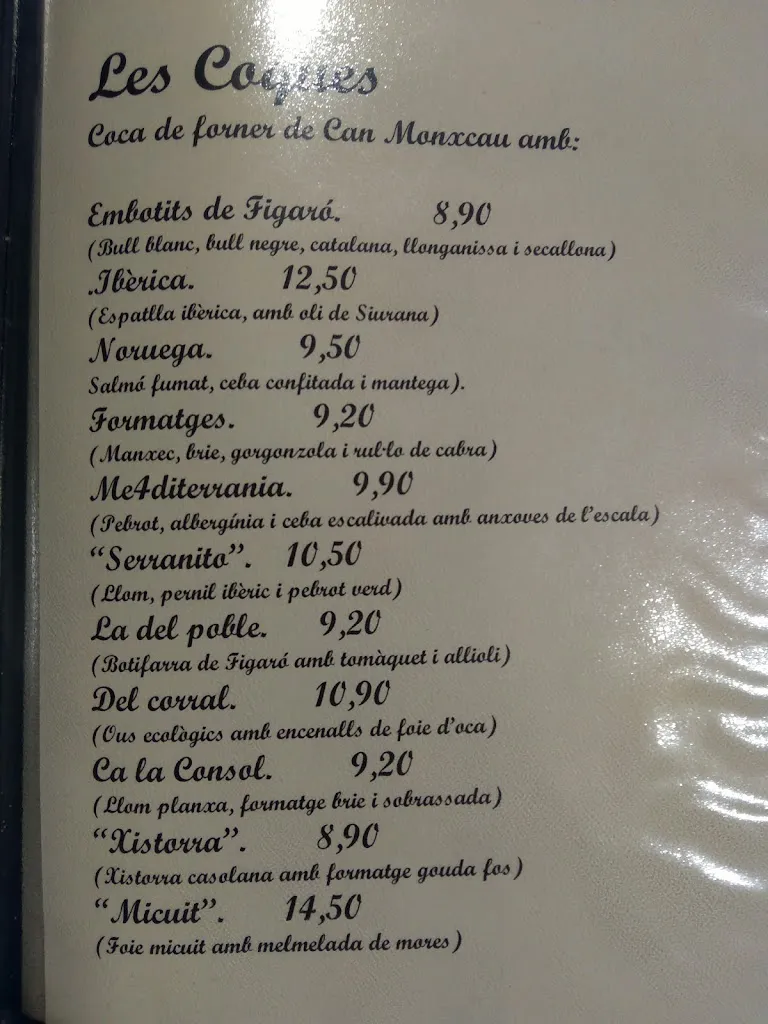 Les Coques
Coca de forner de Can Monxcau amb:
Embotits de Figaró. 8,90
(Bull blanc, bull negre, catalana, llonganissa i secallona)
.Ibèrica. 12,50
(Espatlla ibèrica, amb oli de Siurana)
Noruega. 9,50
Salmó fumat, ceba confitada i mantega).
Formatges. 9,20
(Manxec, brie, gorgonzola i rul·lo de cabra)
Me4diterrania. 9,90
(Pebrot, albergínia i ceba escalivada amb anxoves de l'escala)
"Serranito". 10,50
(Llom, pernil ibèric i pebrot verd)
La del poble. 9,20
(Botifarra de Figaró amb tomàquet i allioli)
Del corral. 10,90
(Ous ecològics amb encenalls de foie d'oca)
Ca la Consol. 9,20
(Llom planxa, formatge brie i sobrassada)
"Xistorra". 8,90
(Xistorra casolana amb formatge gouda fos)
"Micuit". 14,50
(Foie micuit amb melmelada de mores)